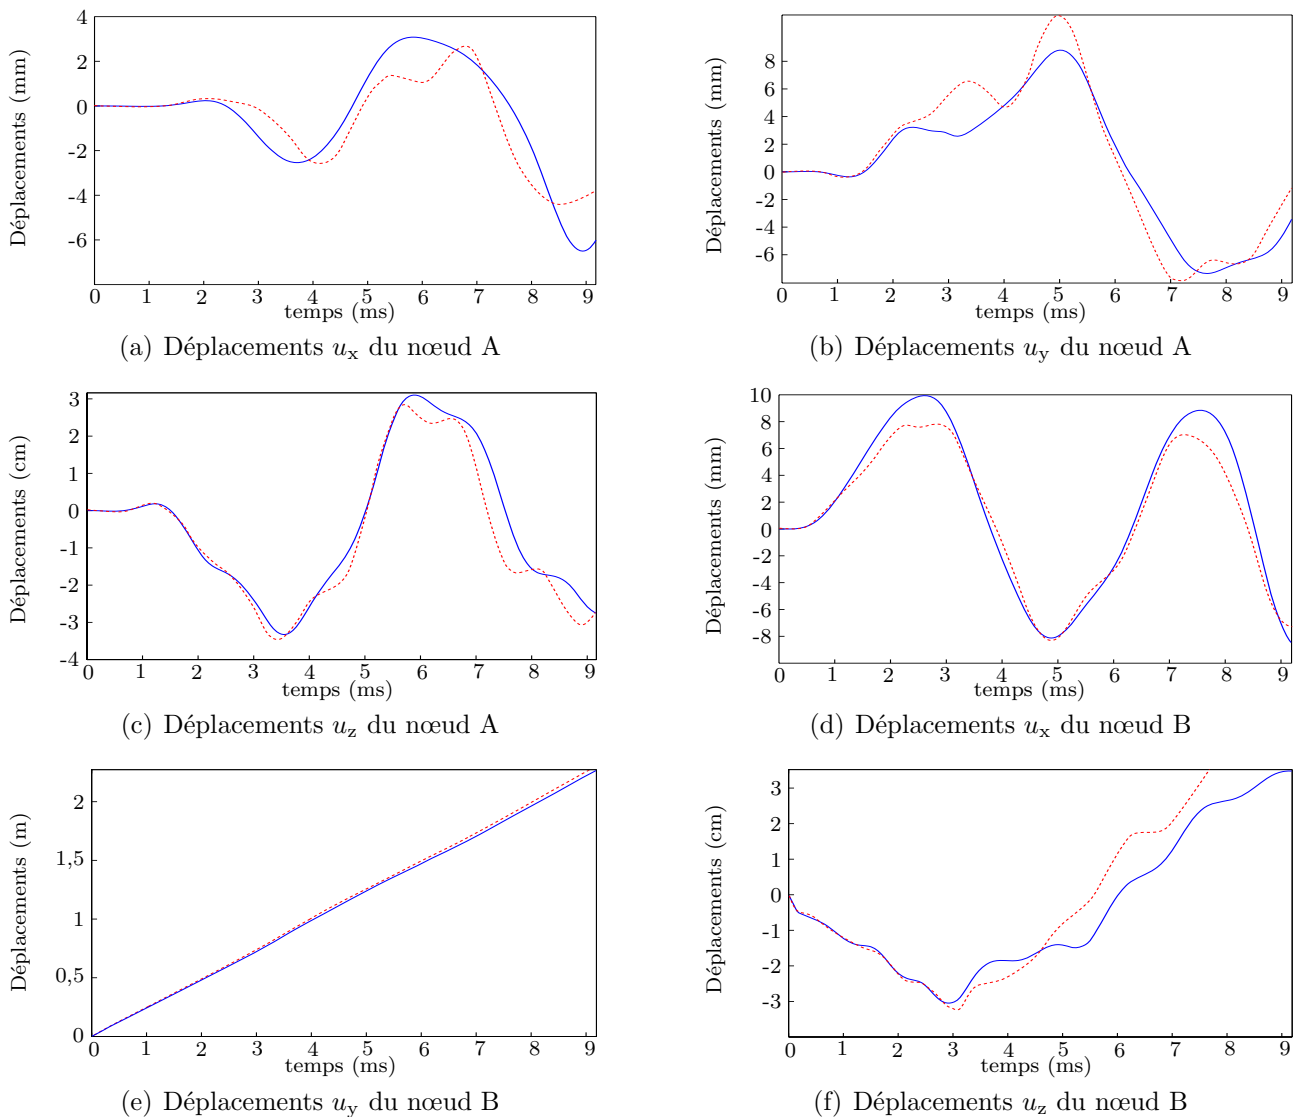 Déplacements (mm)
4
2
0
-2
-4
-6
0 1 2 3 4 5 6 7 8 9
temps (ms)
(a) Déplacements u_x du nœud A
Déplacements (mm)
8
6
4
2
0
-2
-4
-6
0 1 2 3 4 5 6 7 8 9
temps (ms)
(b) Déplacements u_y du nœud A
Déplacements (cm)
3
2
1
0
-1
-2
-3
-4
0 1 2 3 4 5 6 7 8 9
temps (ms)
(c) Déplacements u_z du nœud A
Déplacements (mm)
10
8
6
4
2
0
-2
-4
-6
-8
0 1 2 3 4 5 6 7 8 9
temps (ms)
(d) Déplacements u_x du nœud B
Déplacements (m)
2
1,5
1
0,5
0
0 1 2 3 4 5 6 7 8 9
temps (ms)
(e) Déplacements u_y du nœud B
Déplacements (cm)
3
2
1
0
-1
-2
-3
0 1 2 3 4 5 6 7 8 9
temps (ms)
(f) Déplacements u_z du nœud B